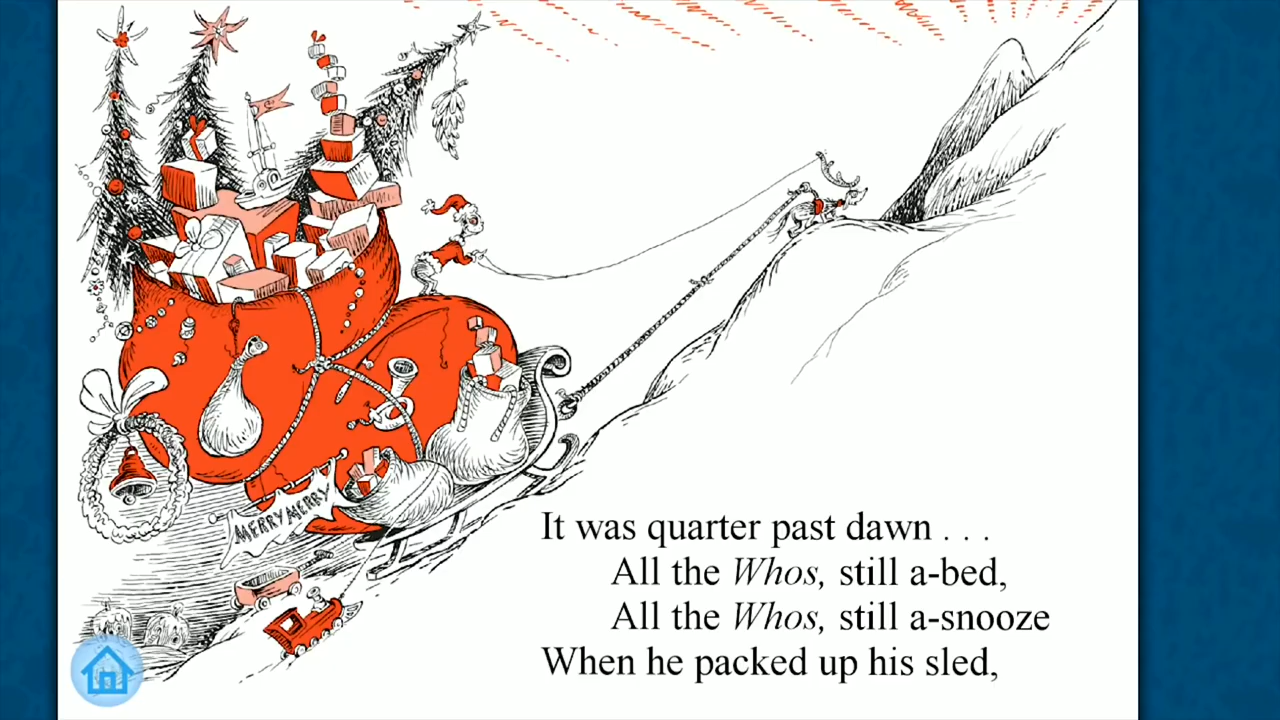 MERRY MERRY
It was quarter past dawn . . .
All the Whos, still a-bed,
All the Whos, still a-snooze
When he packed up his sled,